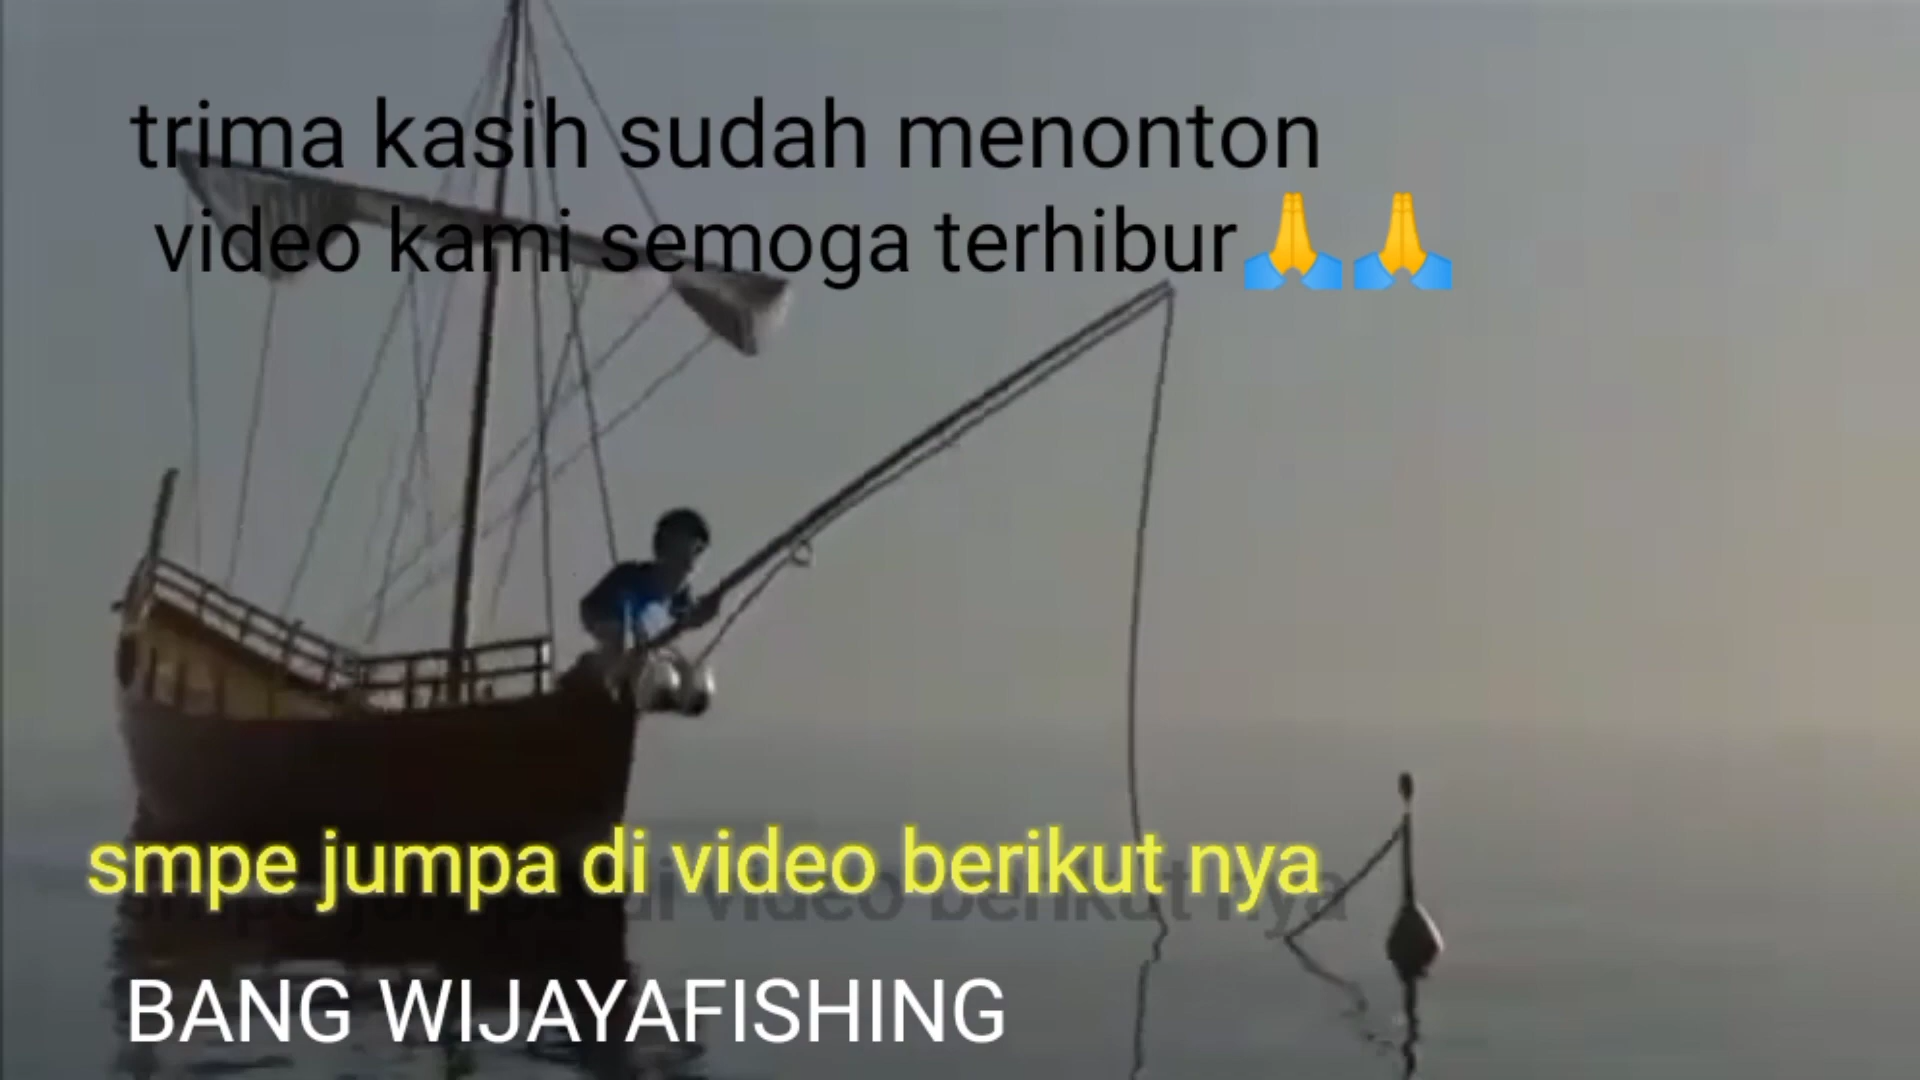 trima kasih sudah menonton
video kami semoga terhibur🙏🙏
smpe jumpa di video berikut nya
BANG WIJAYAFISHING